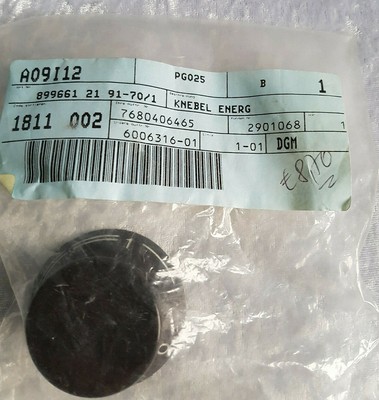 A09I12 PG025 B 1
899661 21 91-70/1 KNEBEL ENERG
1811 002 7680406465 2901068 1
6006316-01 1-01 DGM